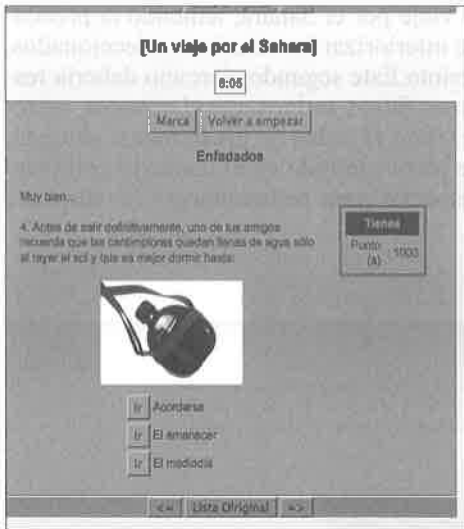 [Un viaje por el Sahara]
6:05
Marca Volver a empezar
Enfadados
Muy bien...
4. Antes de salir definitivamente, uno de tus amigos
recuerda que las cantimploras quedan llenas de agua sólo
al rayar el sol y que es mejor dormir hasta:
Tienes
Punto
(s) : 1000
Ir Acordarse
Ir El amanecer
Ir El mediodía
<= Lista Original =>